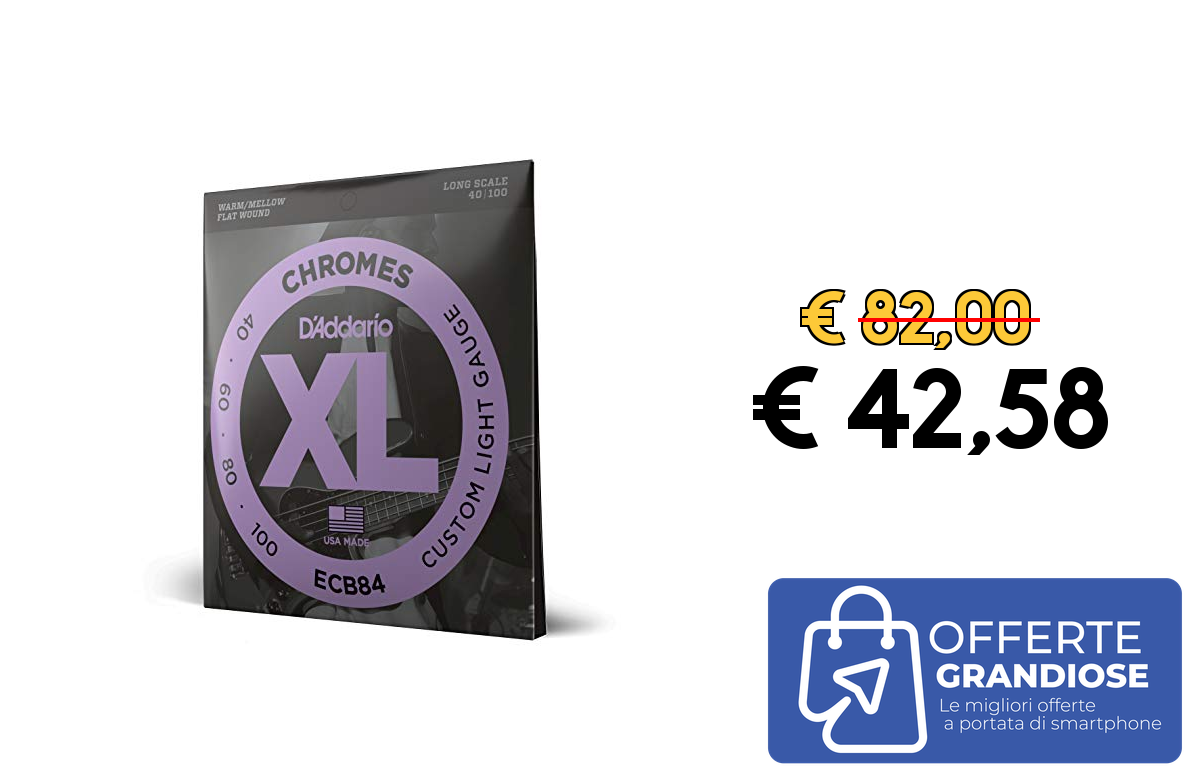 WARM/MELLOW
FLAT WOUND
LONG SCALE
40|100
CHROMES
D'Addario
XL
40 · 60 · 80 · 100
CUSTOM LIGHT GAUGE
USA MADE
ECB84
€ 82,00
€ 42,58
OFFERTE
GRANDIOSE
Le migliori offerte
a portata di smartphone